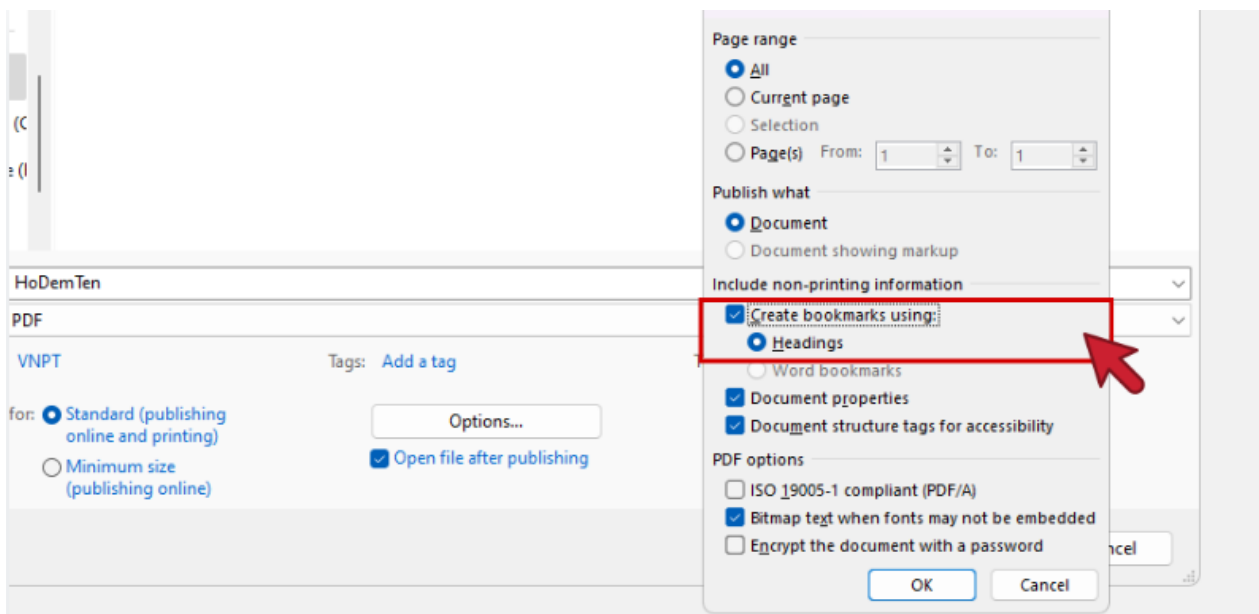 (C
e (l
HoDemTen
PDF
VNPT
Tags: Add a tag
T
for: Standard (publishing
online and printing)
Minimum size
(publishing online)
Options...
Open file after publishing
Page range
All
Current page
Selection
Page(s) From: 1 To: 1
Publish what
Document
Document showing markup
Include non-printing information
Create bookmarks using:
Headings
Word bookmarks
Document properties
Document structure tags for accessibility
PDF options
ISO 19005-1 compliant (PDF/A)
Bitmap text when fonts may not be embedded
Encrypt the document with a password
OK Cancel
ncel